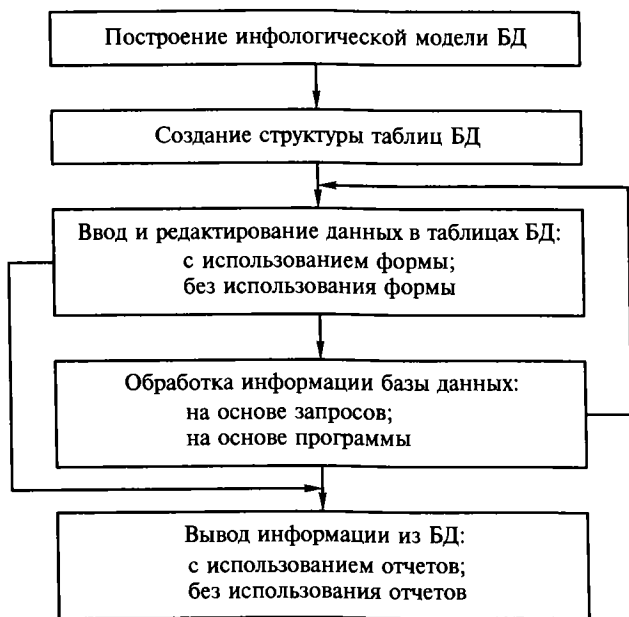 Построение инфологической модели БД
Создание структуры таблиц БД
Ввод и редактирование данных в таблицах БД:
с использованием формы;
без использования формы
Обработка информации базы данных:
на основе запросов;
на основе программы
Вывод информации из БД:
с использованием отчетов;
без использования отчетов